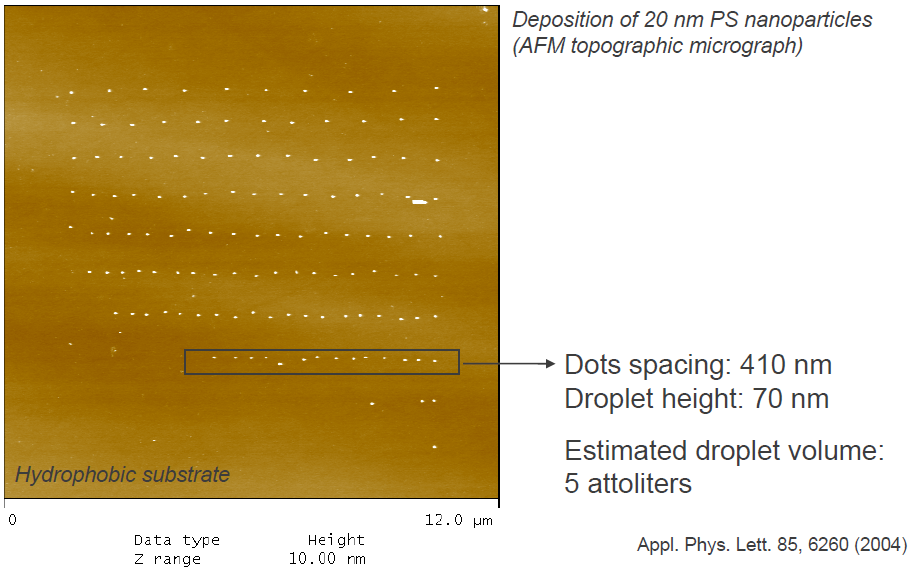 Deposition of 20 nm PS nanoparticles
(AFM topographic micrograph)
Dots spacing: 410 nm
Droplet height: 70 nm
Estimated droplet volume:
5 attoliters
Hydrophobic substrate
0
12.0 µm
Data type Height
Z range 10.00 nm
Appl. Phys. Lett. 85, 6260 (2004)